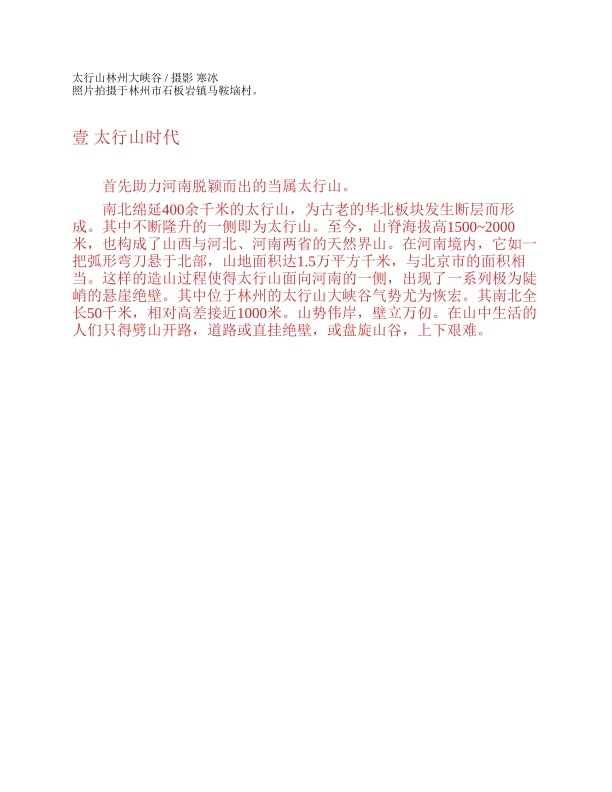 太行山林州大峡谷 / 摄影 寒冰
照片拍摄于林州市石板岩镇马鞍垴村。
壹 太行山时代
首先助力河南脱颖而出的当属太行山。
南北绵延400余千米的太行山，为古老的华北板块发生断层而形
成。其中不断隆升的一侧即为太行山。至今，山脊海拔高1500~2000
米，也构成了山西与河北、河南两省的天然界山。在河南境内，它如一
把弧形弯刀悬于北部，山地面积达1.5万平方千米，与北京市的面积相
当。这样的造山过程使得太行山面向河南的一侧，出现了一系列极为陡
峭的悬崖绝壁。其中位于林州的太行山大峡谷气势尤为恢宏。其南北全
长50千米，相对高差接近1000米。山势伟岸，壁立万仞。在山中生活的
人们只得劈山开路，道路或直挂绝壁，或盘旋山谷，上下艰难。